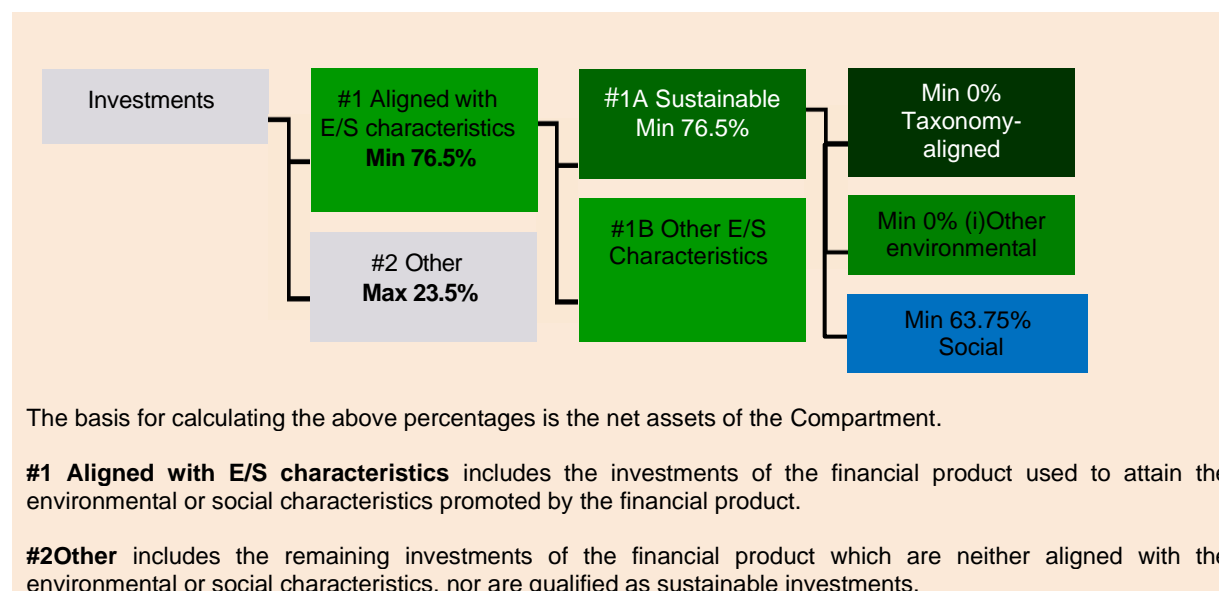 Investments
#1 Aligned with
E/S characteristics
Min 76.5%
#2 Other
Max 23.5%
#1A Sustainable
Min 76.5%
#1B Other E/S
Characteristics
Min 0%
Taxonomy-
aligned
Min 0% (i)Other
environmental
Min 63.75%
Social
The basis for calculating the above percentages is the net assets of the Compartment.
#1 Aligned with E/S characteristics includes the investments of the financial product used to attain the
environmental or social characteristics promoted by the financial product.
#2Other includes the remaining investments of the financial product which are neither aligned with the
environmental or social characteristics, nor are qualified as sustainable investments.